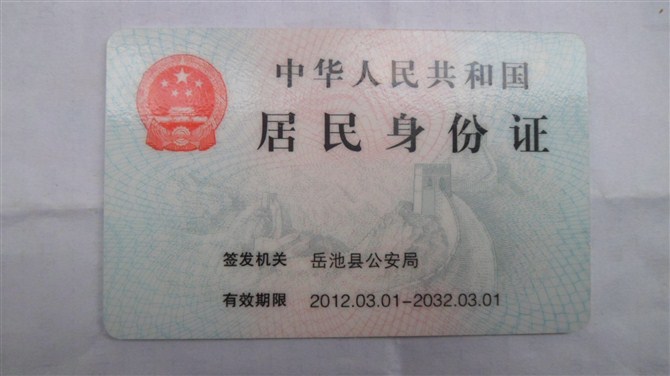 中华人民共和国
居民身份证
签发机关 岳池县公安局
有效期限 2012.03.01-2032.03.01